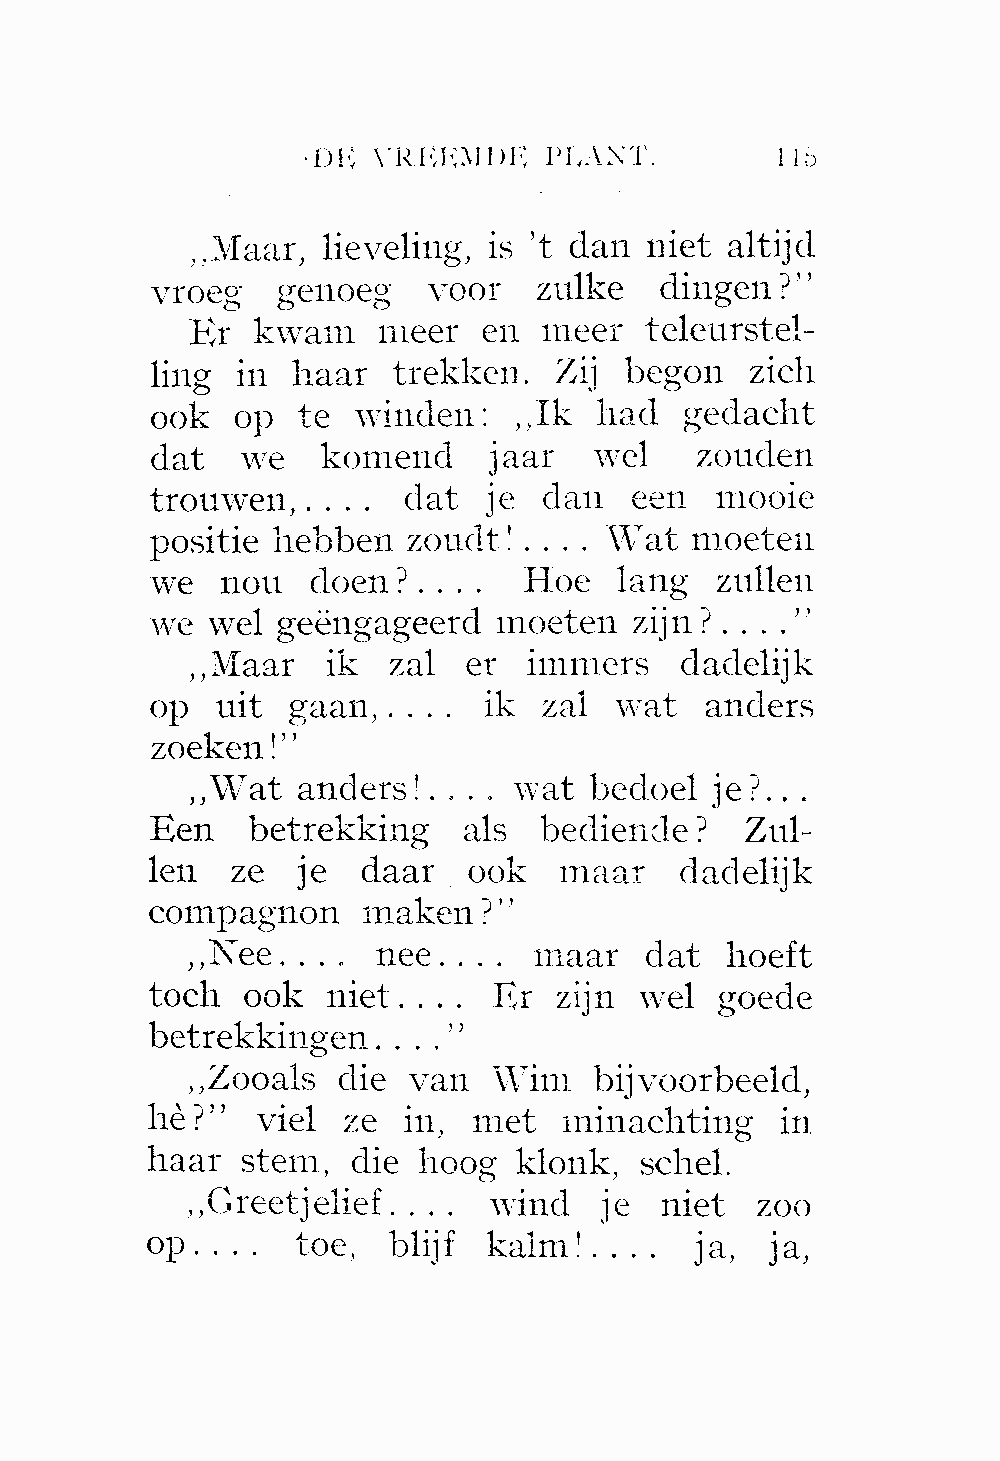 DE VREEMDE PLANT. 115
„Maar, lieveling, is 't dan niet altijd
vroeg genoeg voor zulke dingen?”
Er kwam meer en meer teleurstel-
ling in haar trekken. Zij begon zich
ook op te winden: „Ik had gedacht
dat we komend jaar wel zouden
trouwen,.... dat je dan een mooie
positie hebben zoudt!.... Wat moeten
we nou doen?.... Hoe lang zullen
we wel geëngageerd moeten zijn?....”
„Maar ik zal er immers dadelijk
op uit gaan,.... ik zal wat anders
zoeken!”
„Wat anders!.... wat bedoel je?...
Een betrekking als bediende? Zul-
len ze je daar ook maar dadelijk
compagnon maken?”
„Nee.... nee.... maar dat hoeft
toch ook niet.... Er zijn wel goede
betrekkingen....”
„Zooals die van Wim bijvoorbeeld,
hè?” viel ze in, met minachting in
haar stem, die hoog klonk, schel.
„Greetjelief.... wind je niet zoo
op.... toe, blijf kalm!.... ja, ja,